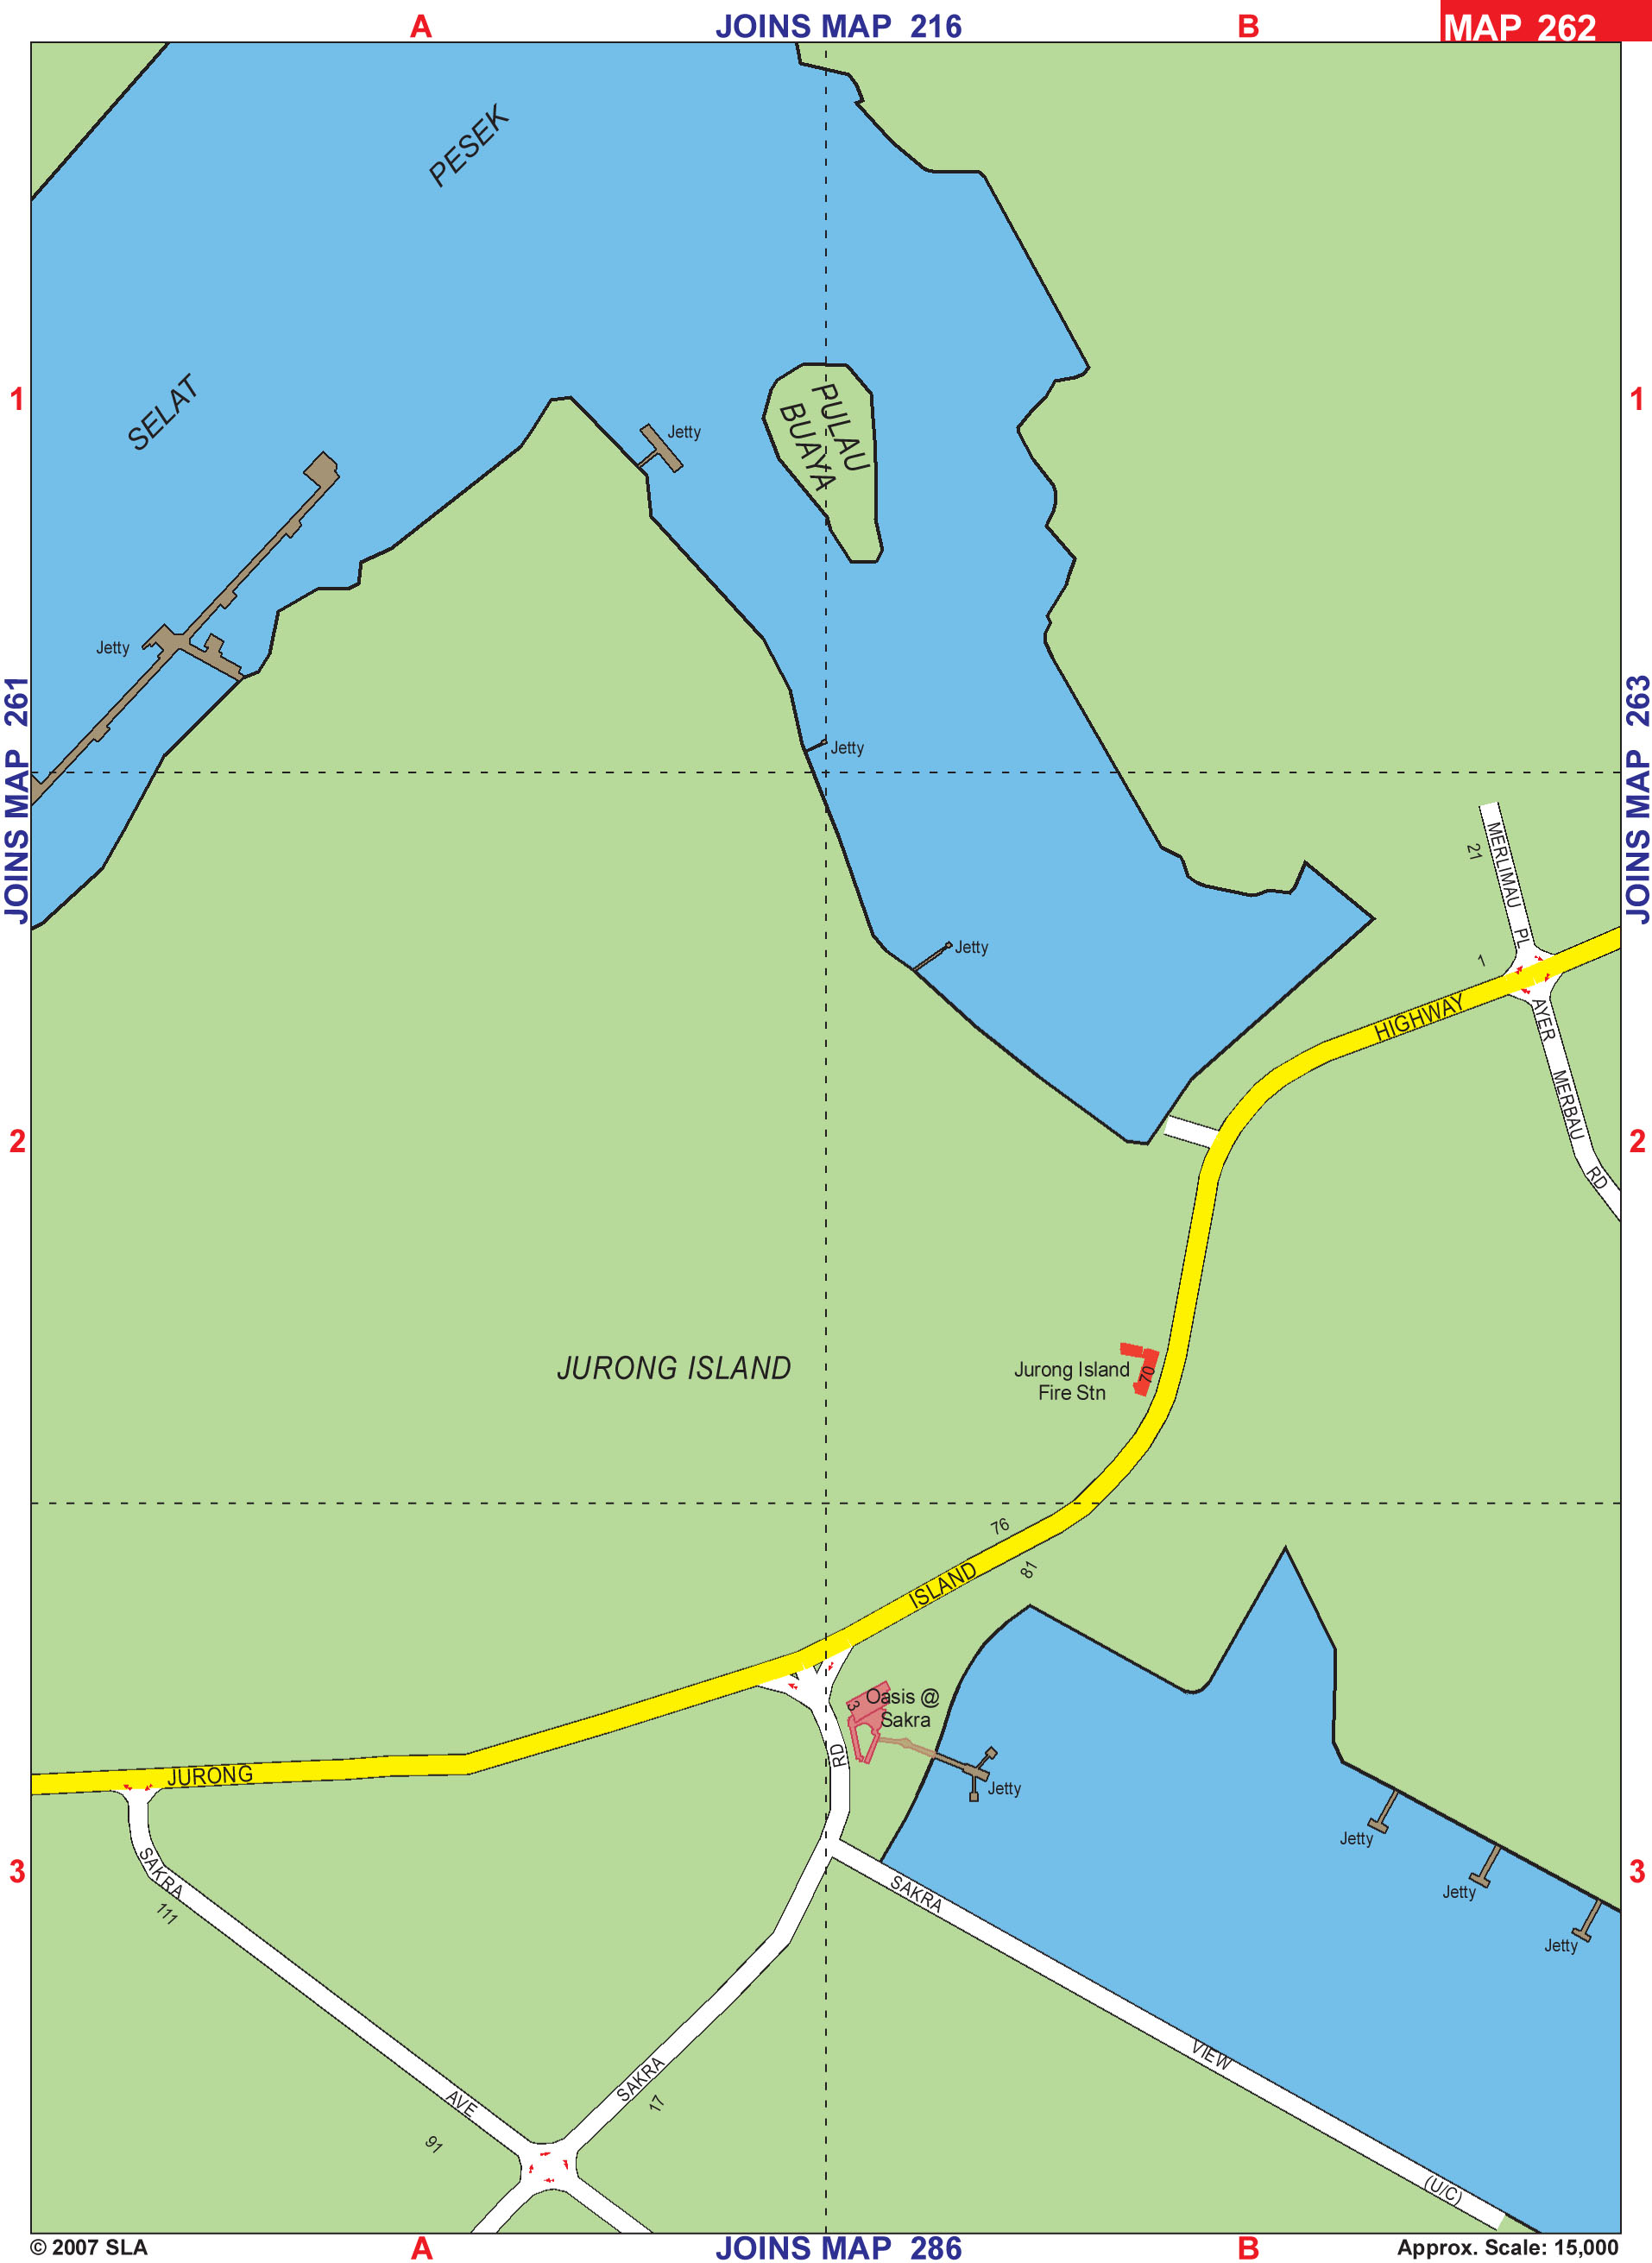 A
JOINS MAP 216
B
MAP 262
PESEK
SELAT
1
1
PULAU
BUAYA
Jetty
Jetty
JOINS MAP 261
JOINS MAP 263
Jetty
MERLIMAU PL
21
Jetty
1
HIGHWAY
AYER MERBAU RD
2
2
JURONG ISLAND
Jurong Island
Fire Stn
70
76
81
ISLAND
3
Oasis @
Sakra
RD
JURONG
Jetty
Jetty
3
3
SAKRA
111
SAKRA
Jetty
Jetty
VIEW
SAKRA
17
AVE
91
(U/C)
© 2007 SLA
A
JOINS MAP 286
B
Approx. Scale: 15,000